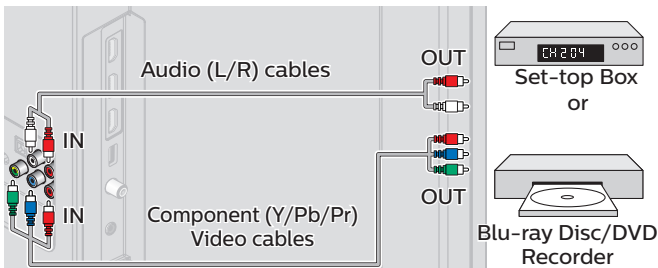 Audio (L/R) cables
OUT
CH204
Set-top Box
or
IN
IN
OUT
Component (Y/Pb/Pr)
Video cables
Blu-ray Disc/DVD
Recorder